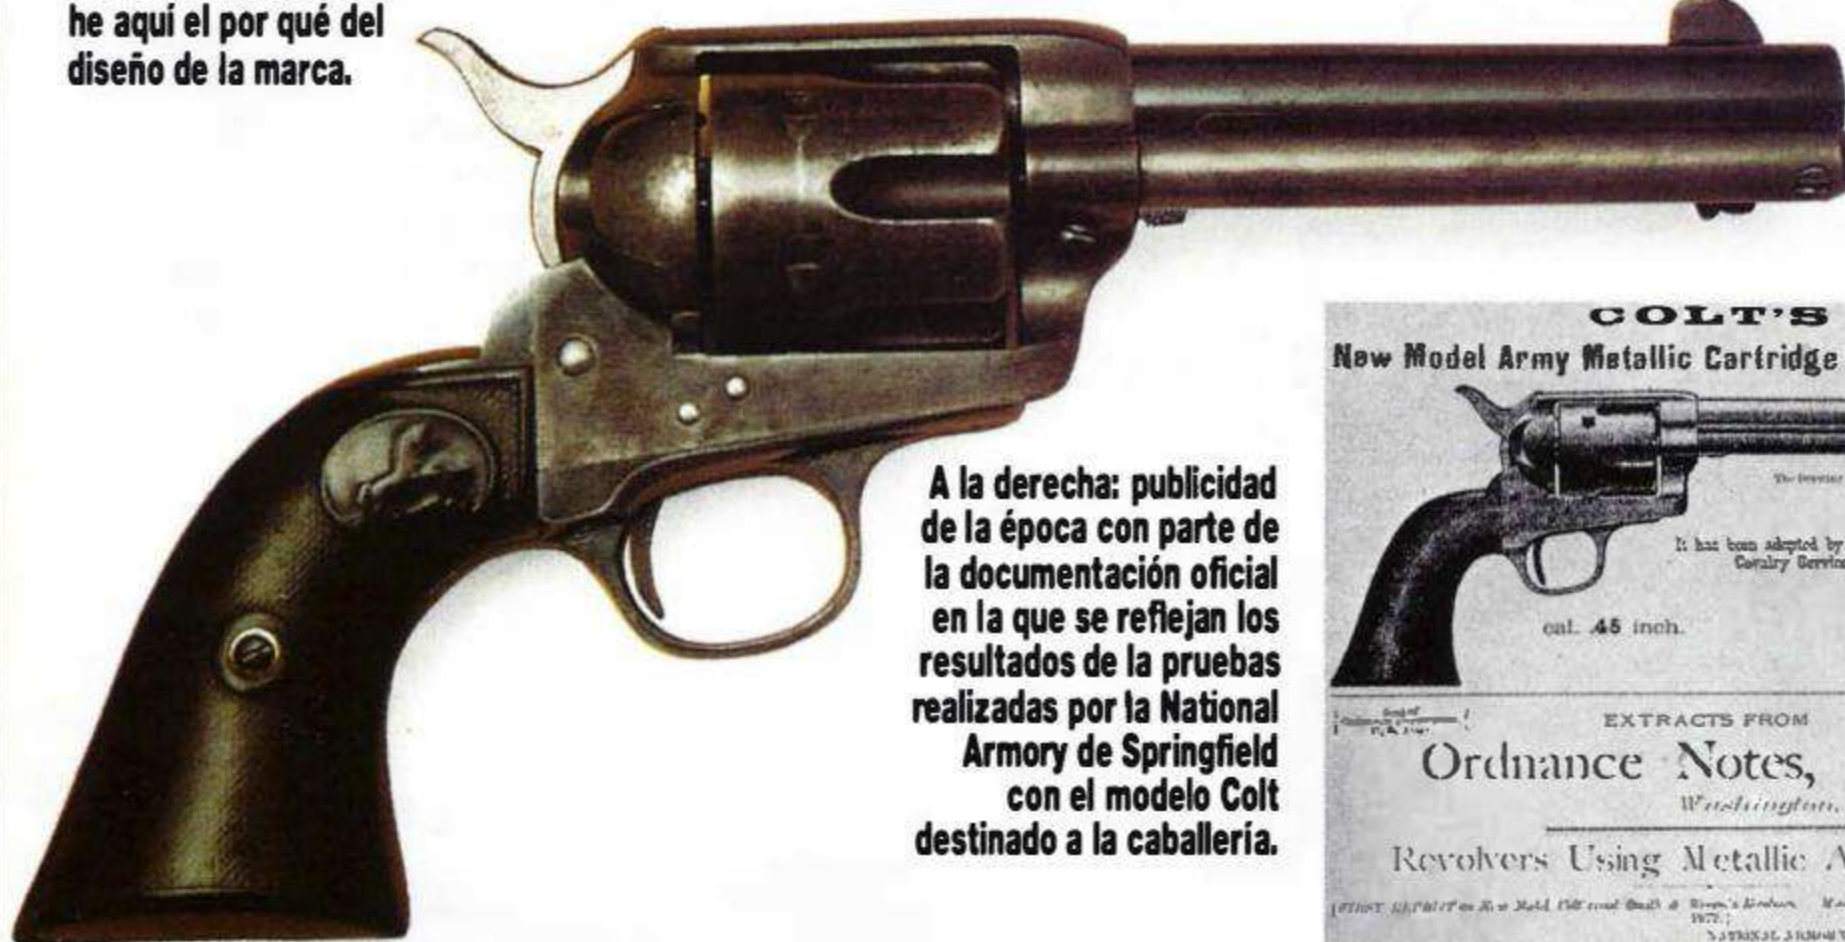 he aquí el por qué del
diseño de la marca.
A la derecha: publicidad
de la época con parte de
la documentación oficial
en la que se reflejan los
resultados de la pruebas
realizadas por la National
Armory de Springfield
con el modelo Colt
destinado a la caballería.
COLT'S
New Model Army Metallic Cartridge
It has been adopted by
Cavalry Service
cal. .45 inch.
EXTRACTS FROM
Ordnance Notes,
Washington,
Revolvers Using Metallic A